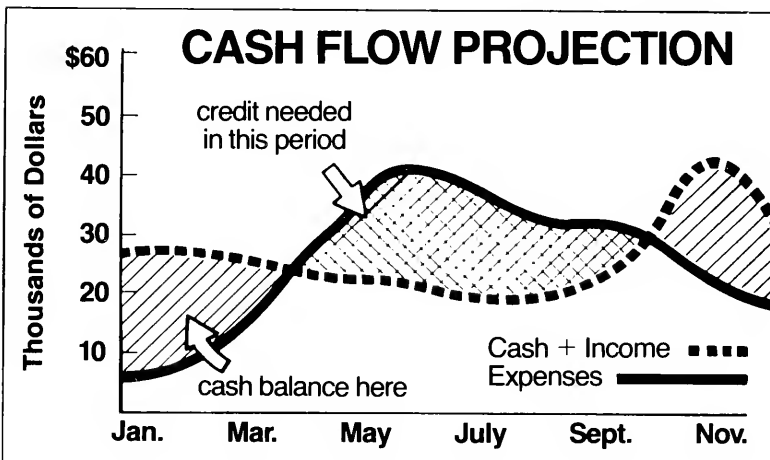 CASH FLOW PROJECTION
Thousands of Dollars
$60
50
40
30
20
10
credit needed
in this period
cash balance here
Cash + Income
Expenses
Jan. Mar. May July Sept. Nov.